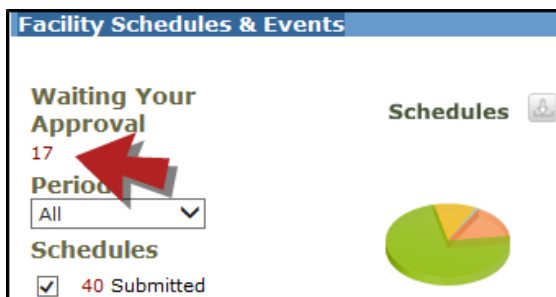 Facility Schedules & Events
Waiting Your
Approval
17
Period
All
Schedules
40 Submitted
Schedules